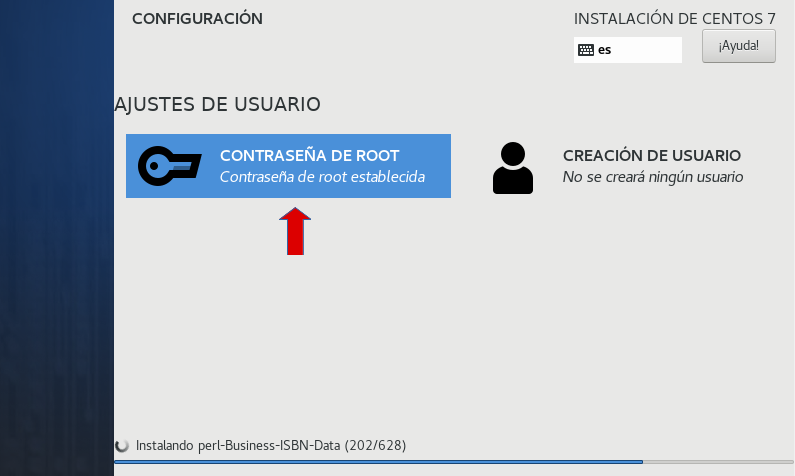 CONFIGURACIÓN
INSTALACIÓN DE CENTOS 7
es
¡Ayuda!
AJUSTES DE USUARIO
CONTRASEÑA DE ROOT
Contraseña de root establecida
CREACIÓN DE USUARIO
No se creará ningún usuario
Instalando perl-Business-ISBN-Data (202/628)